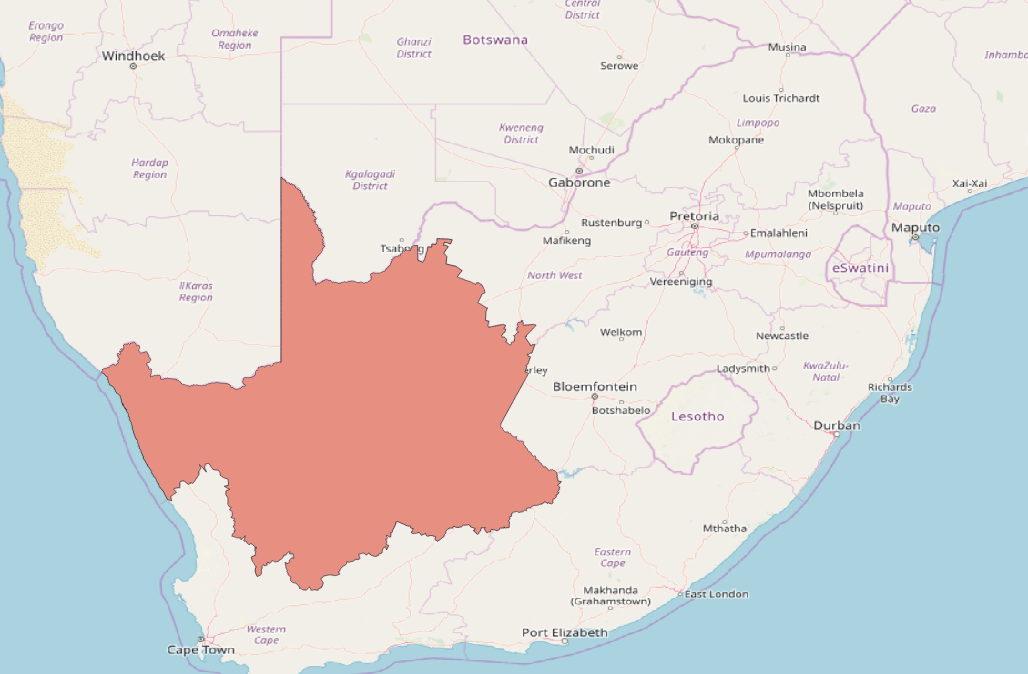 Central
District
Erongo
Region
Omaheke
Region
Ghanzi
District
Botswana
Musina
Windhoek
Serowe
Inhamba
Louis Trichardt
Gaza
Limpopo
Kweneng
District
Mokopane
Mochudi
Hardap
Region
Kgalagadi
District
Gaborone
Xai-Xai
Mbombela
(Nelspruit)
Maputo
Pretoria
Rustenburg
Maputo
Emalahleni
Mafikeng
Tsabong
Gauteng
Mpumalanga
eSwatini
North West
Vereeniging
IlKaras
Region
Welkom
Newcastle
erley
Ladysmith
KwaZulu-
Natal
Bloemfontein
Richards
Bay
Botshabelo
Lesotho
Durban
Mthatha
Eastern
Cape
Makhanda
(Grahamstown)
East London
Western
Cape
Port Elizabeth
Cape Town